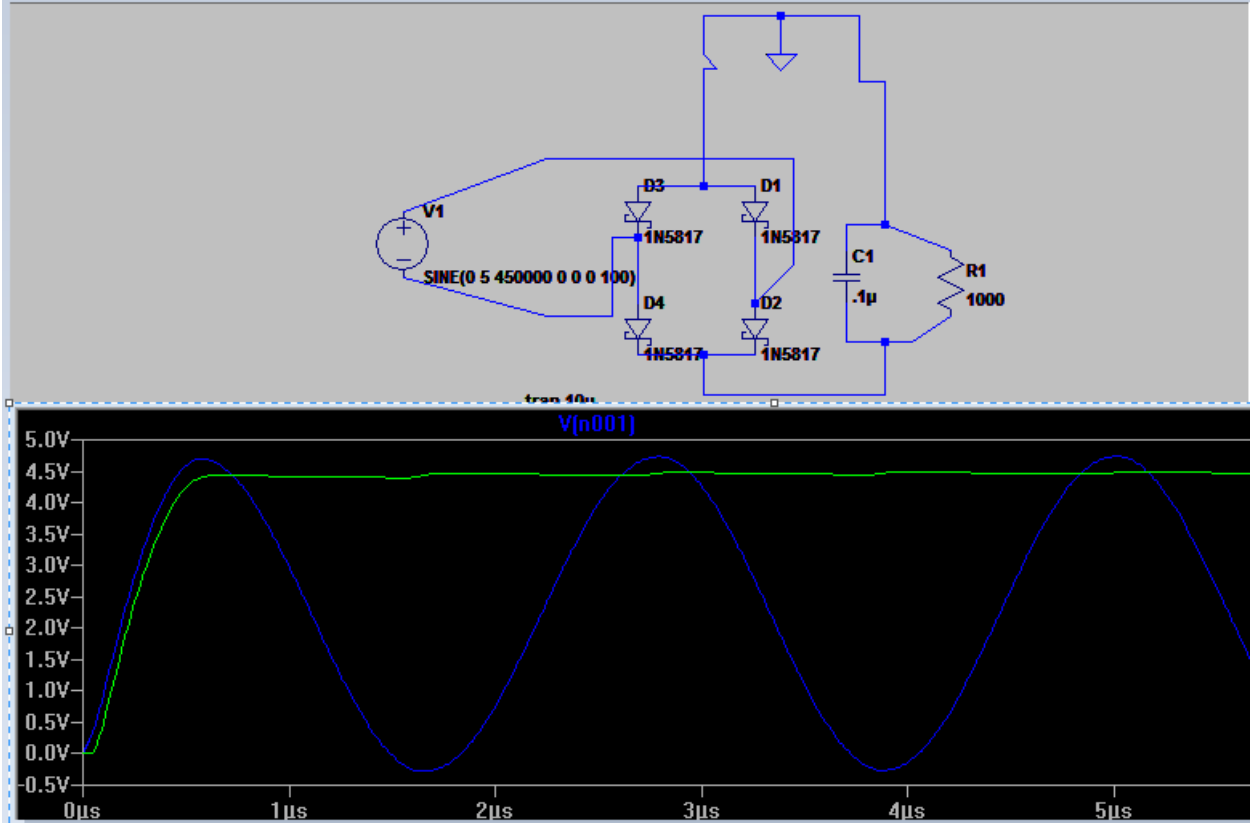 D3 D1
V1
1N5817 1N5817
C1
R1
SINE(0 5 450000 0 0 0 100)
.1µ
1000
D4 D2
1N5817 1N5817
V(n001)
5.0V
4.5V
4.0V
3.5V
3.0V
2.5V
2.0V
1.5V
1.0V
0.5V
0.0V
-0.5V
0µs 1µs 2µs 3µs 4µs 5µs